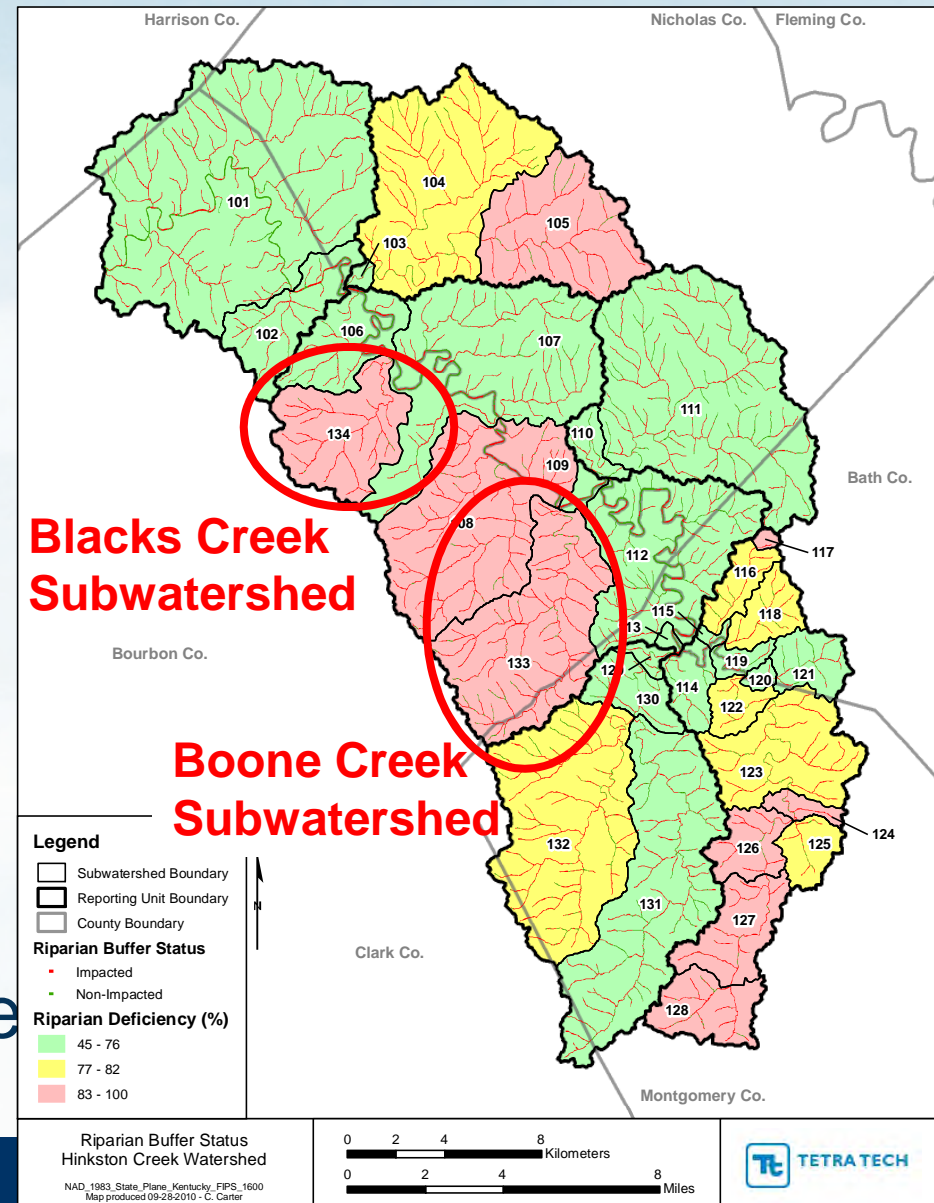 Harrison Co.
Nicholas Co.
Fleming Co.
104
105
101
103
102
106
107
111
110
134
109
Bath Co.
08
Blacks Creek
Subwatershed
112
117
116
118
115
13
Bourbon Co.
133
119
120
121
12
130
114
122
Boone Creek
Subwatershed
123
124
132
126
125
131
127
Clark Co.
128
Montgomery Co.
Legend
Subwatershed Boundary
Reporting Unit Boundary
County Boundary
N
Riparian Buffer Status
Impacted
Non-Impacted
Riparian Deficiency (%)
45 - 76
77 - 82
83 - 100
e
Riparian Buffer Status
Hinkston Creek Watershed
NAD_1983_State_Plane_Kentucky_FIPS_1600
Map produced 09-28-2010 - C. Carter
0 2 4 8
Kilometers
0 2 4 8
Miles
Tt TETRA TECH